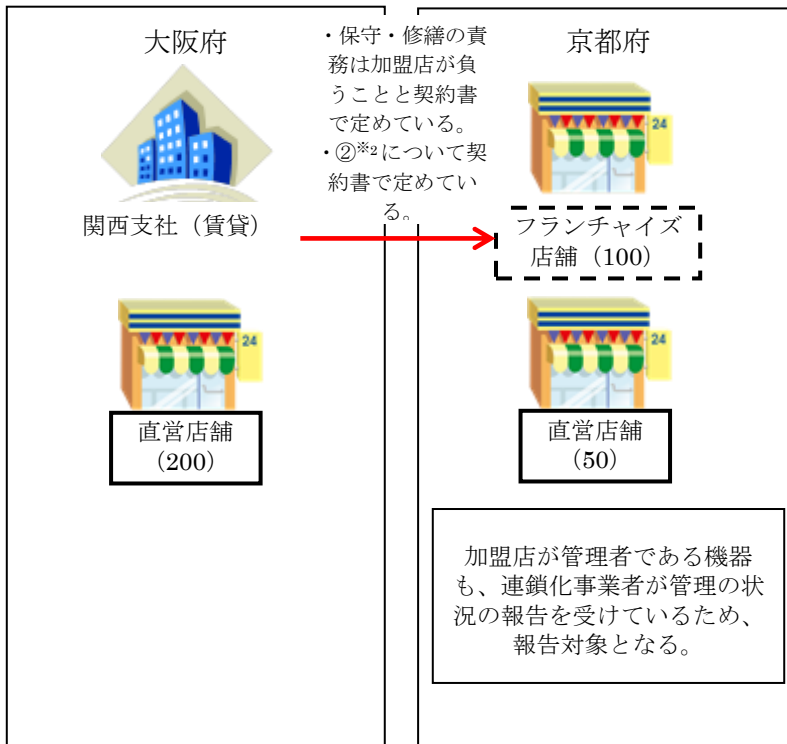 大阪府
関西支社（賃貸）
直営店舗
（200）
・保守・修繕の責
務は加盟店が負
うことと契約書
で定めている。
・②※2について契
約書で定めてい
る。
京都府
24
フランチャイズ
店舗（100）
24
24
直営店舗
（50）
加盟店が管理者である機器
も、連鎖化事業者が管理の状
況の報告を受けているため、
報告対象となる。